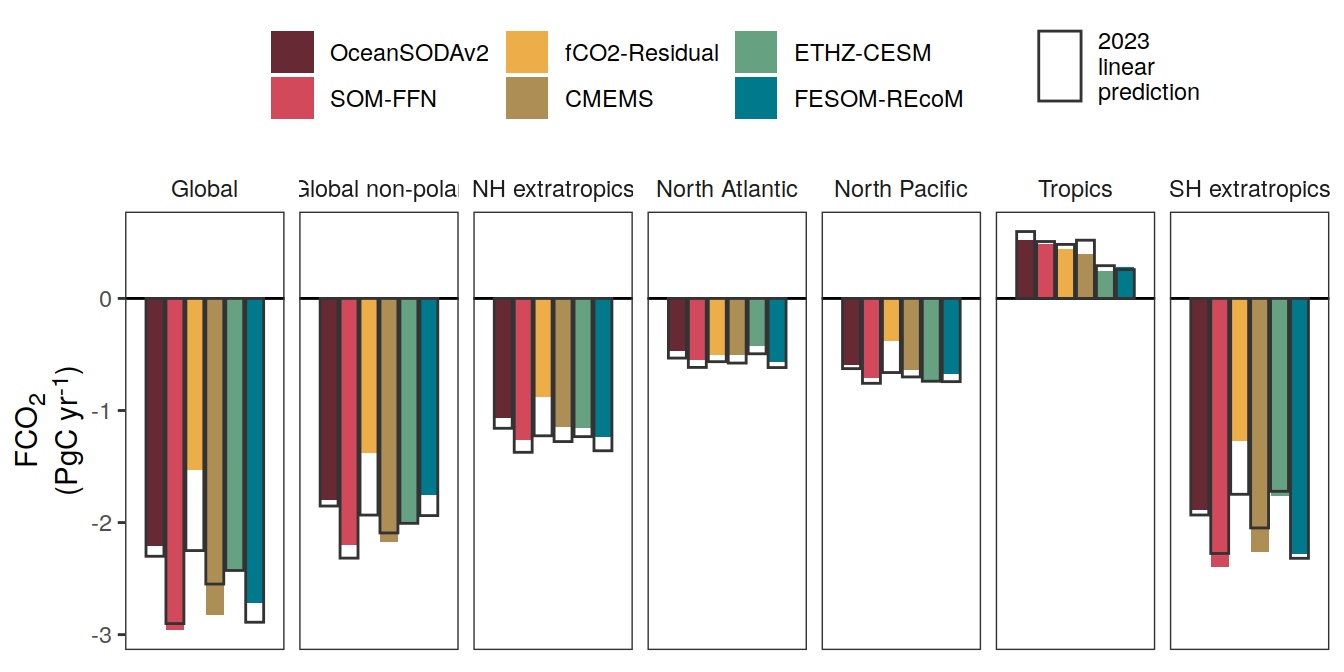 OceanSODAv2
fCO2-Residual
ETHZ-CESM
SOM-FFN
CMEMS
FESOM-REcoM
2023
linear
prediction
Global
Global non-polar
NH extratropics
North Atlantic
North Pacific
Tropics
SH extratropics
0
-1
-2
-3
FCO₂
(PgC yr⁻¹)